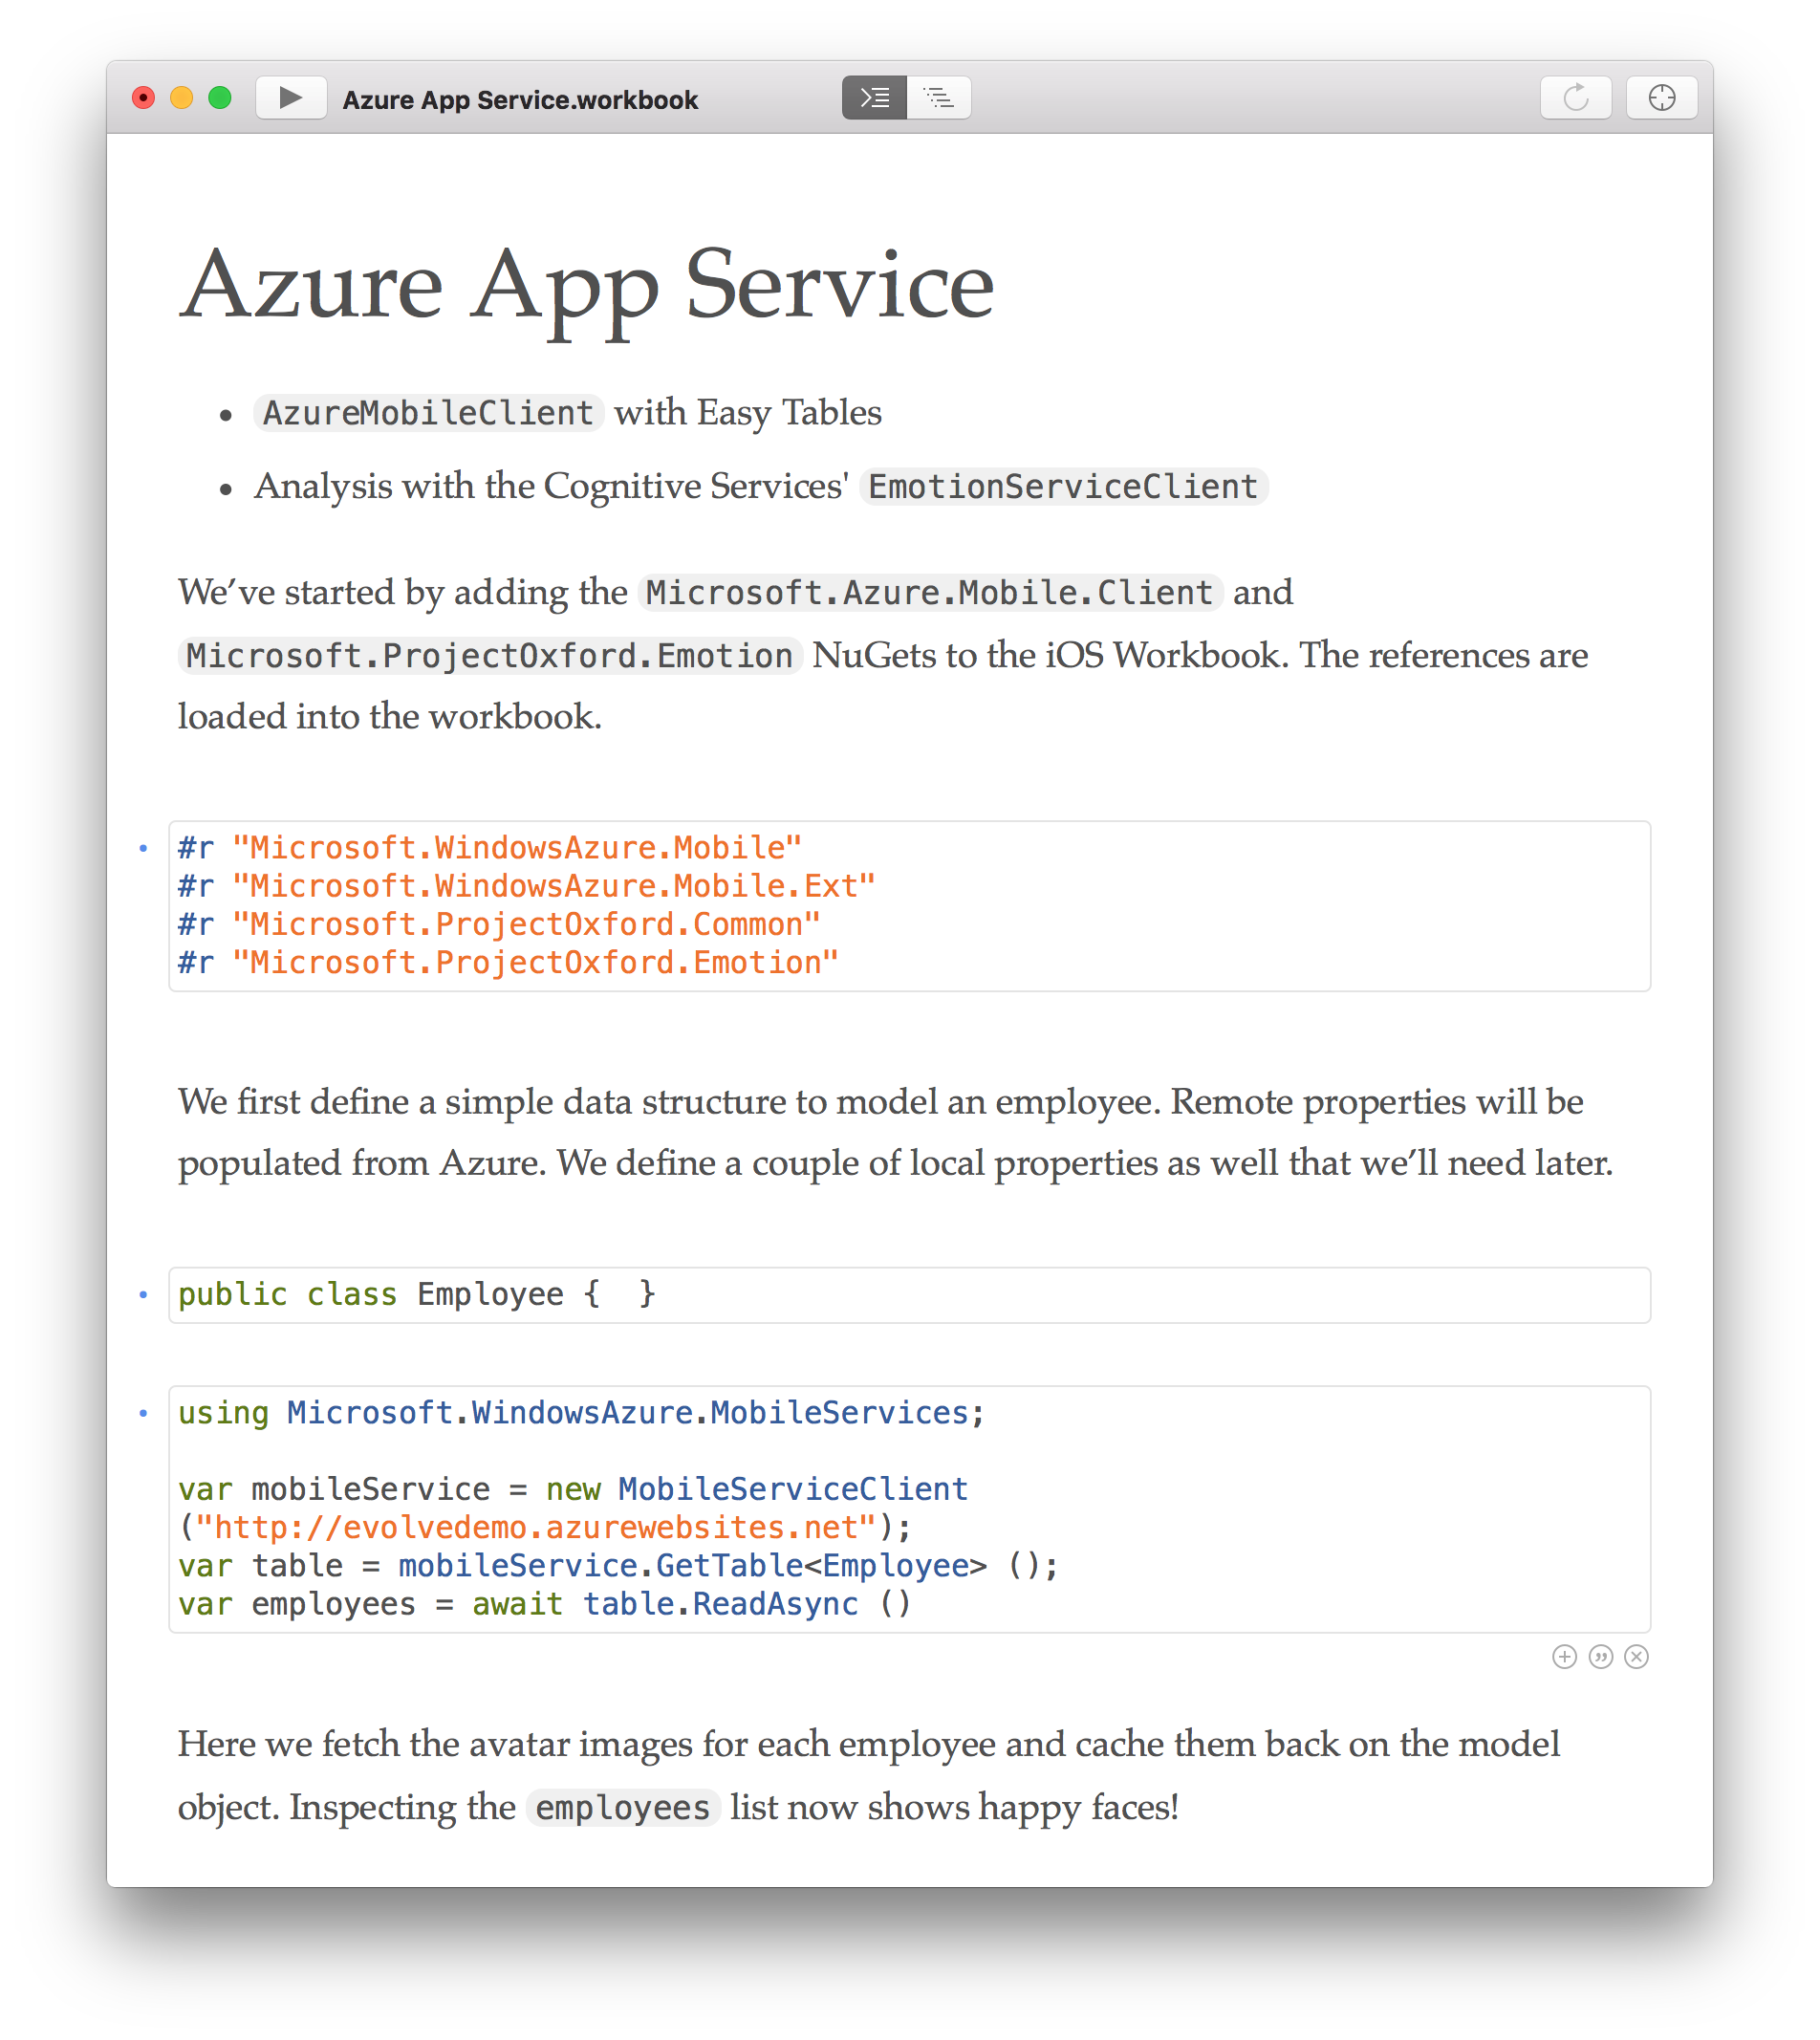 Azure App Service.workbook
Azure App Service
• AzureMobileClient with Easy Tables
• Analysis with the Cognitive Services' EmotionServiceClient
We’ve started by adding the Microsoft.Azure.Mobile.Client and
Microsoft.ProjectOxford.Emotion NuGets to the iOS Workbook. The references are
loaded into the workbook.
#r "Microsoft.WindowsAzure.Mobile"
#r "Microsoft.WindowsAzure.Mobile.Ext"
#r "Microsoft.ProjectOxford.Common"
#r "Microsoft.ProjectOxford.Emotion"
We first define a simple data structure to model an employee. Remote properties will be
populated from Azure. We define a couple of local properties as well that we’ll need later.
public class Employee {  }
using Microsoft.WindowsAzure.MobileServices;
var mobileService = new MobileServiceClient
("http://evolvedemo.azurewebsites.net");
var table = mobileService.GetTable<Employee> ();
var employees = await table.ReadAsync ()
Here we fetch the avatar images for each employee and cache them back on the model
object. Inspecting the employees list now shows happy faces!